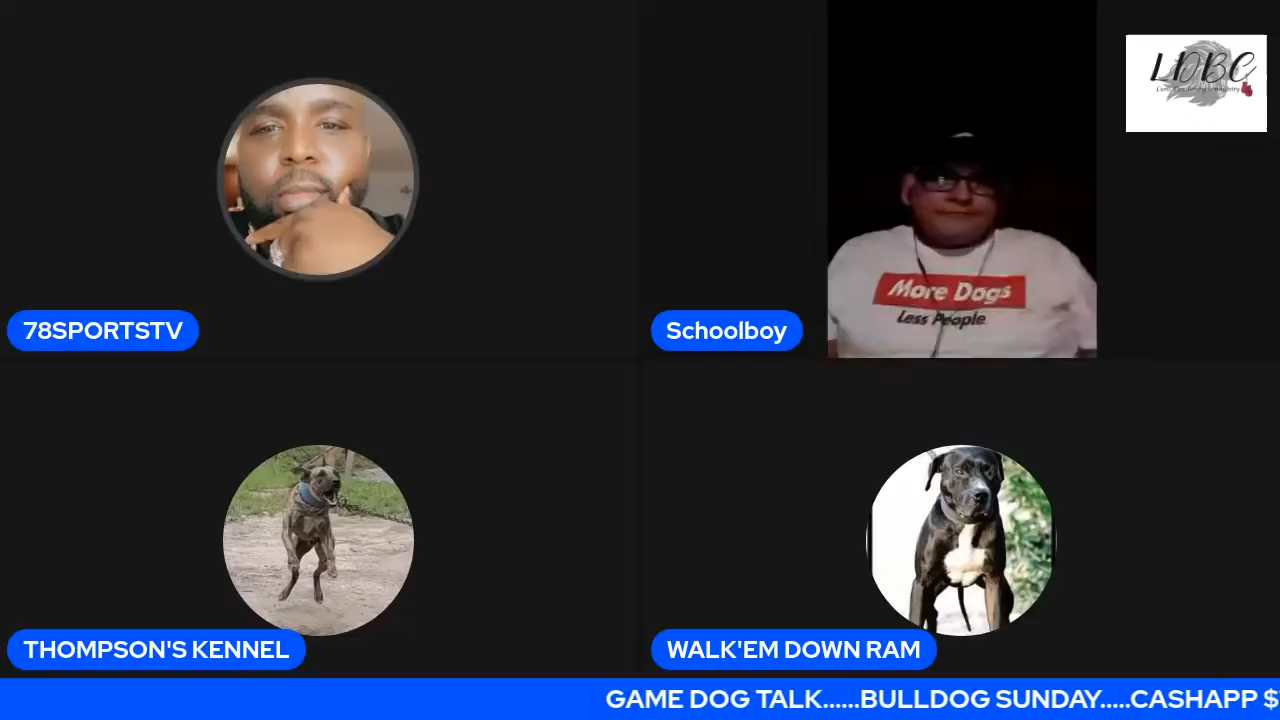 LDBC
78SPORTSTV
Schoolboy
More Dogs
Less People
THOMPSON'S KENNEL
WALK'EM DOWN RAM
GAME DOG TALK......BULLDOG SUNDAY.....CASHAPP $